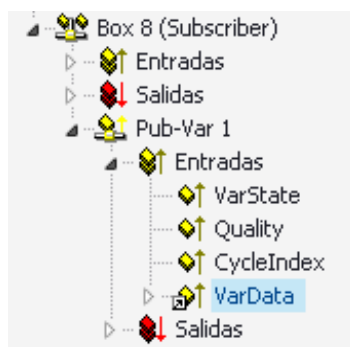 Box 8 (Subscriber)
Entradas
Salidas
Pub-Var 1
Entradas
VarState
Quality
CycleIndex
VarData
Salidas